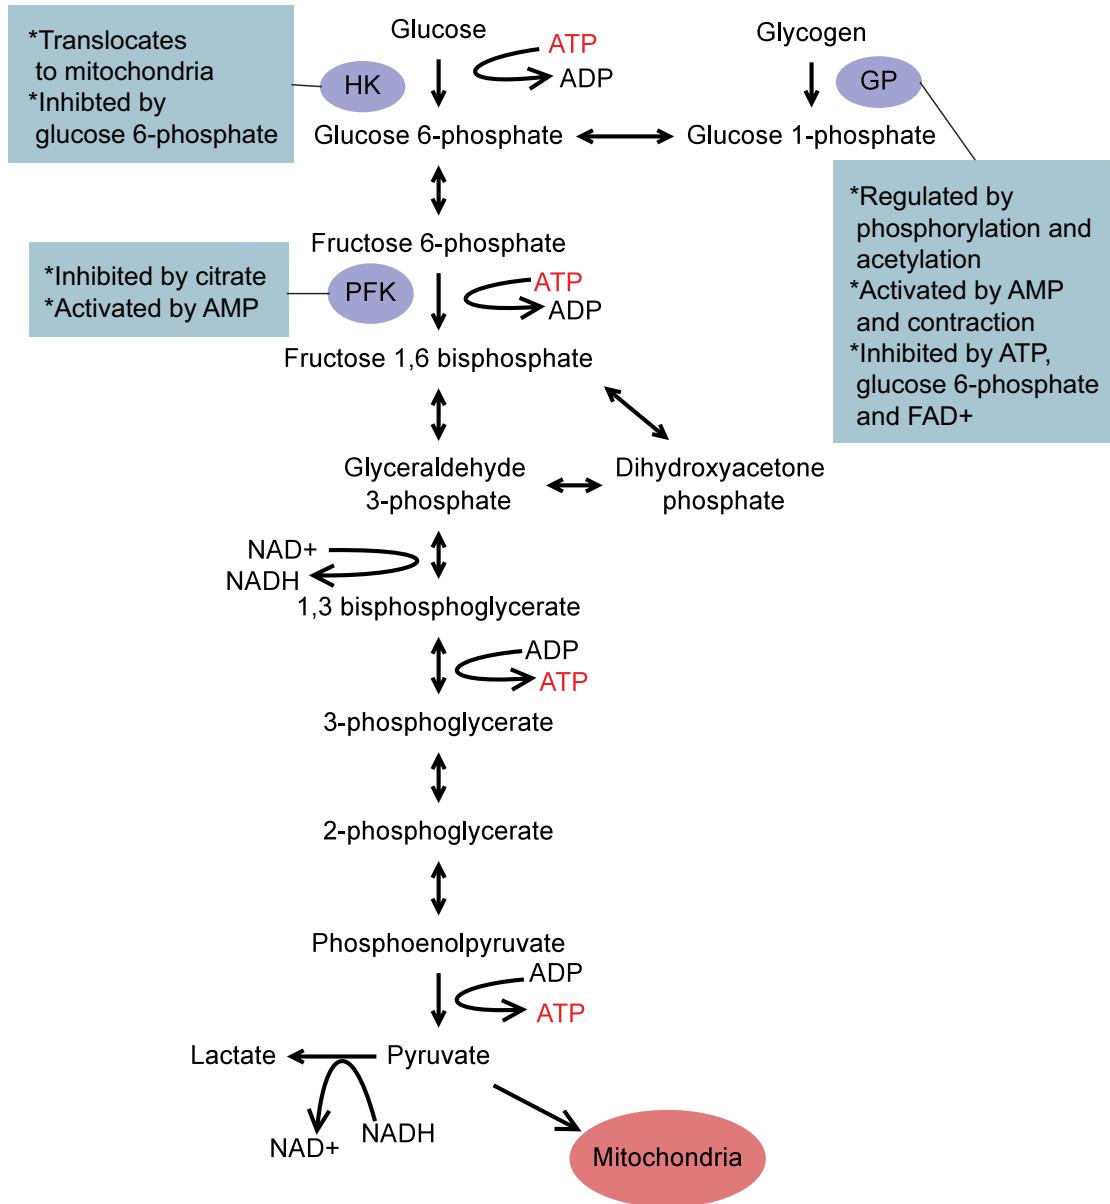 *Translocates
to mitochondria
*Inhibted by
glucose 6-phosphate
HK
Glucose
ATP
ADP
Glycogen
GP
Glucose 6-phosphate
Glucose 1-phosphate
*Regulated by
phosphorylation and
acetylation
*Activated by AMP
and contraction
*Inhibited by ATP,
glucose 6-phosphate
and FAD+
Fructose 6-phosphate
*Inhibited by citrate
*Activated by AMP
PFK
ATP
ADP
Fructose 1,6 bisphosphate
Glyceraldehyde
3-phosphate
Dihydroxyacetone
phosphate
NAD+
NADH
1,3 bisphosphoglycerate
ADP
ATP
3-phosphoglycerate
2-phosphoglycerate
Phosphoenolpyruvate
ADP
ATP
Lactate
Pyruvate
NAD+
NADH
Mitochondria